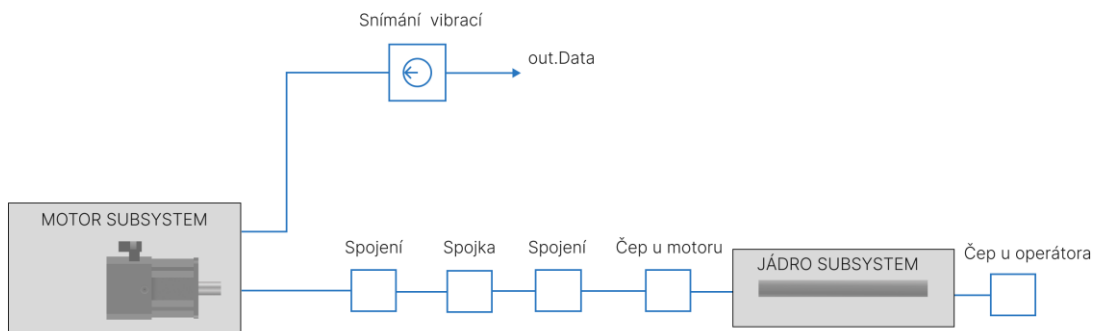 Snímání vibrací
out.Data
MOTOR SUBSYSTEM
Spojení
Spojka
Spojení
Čep u motoru
JÁDRO SUBSYSTEM
Čep u operátora